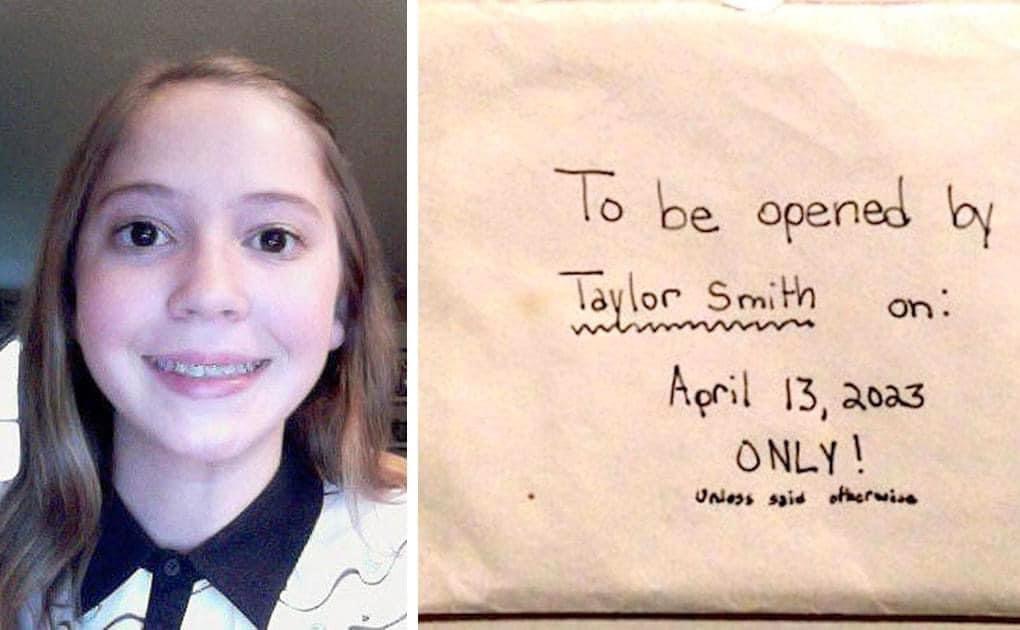 To be opened by
Taylor Smith on:
April 13, 2023
ONLY!
Unless said otherwise